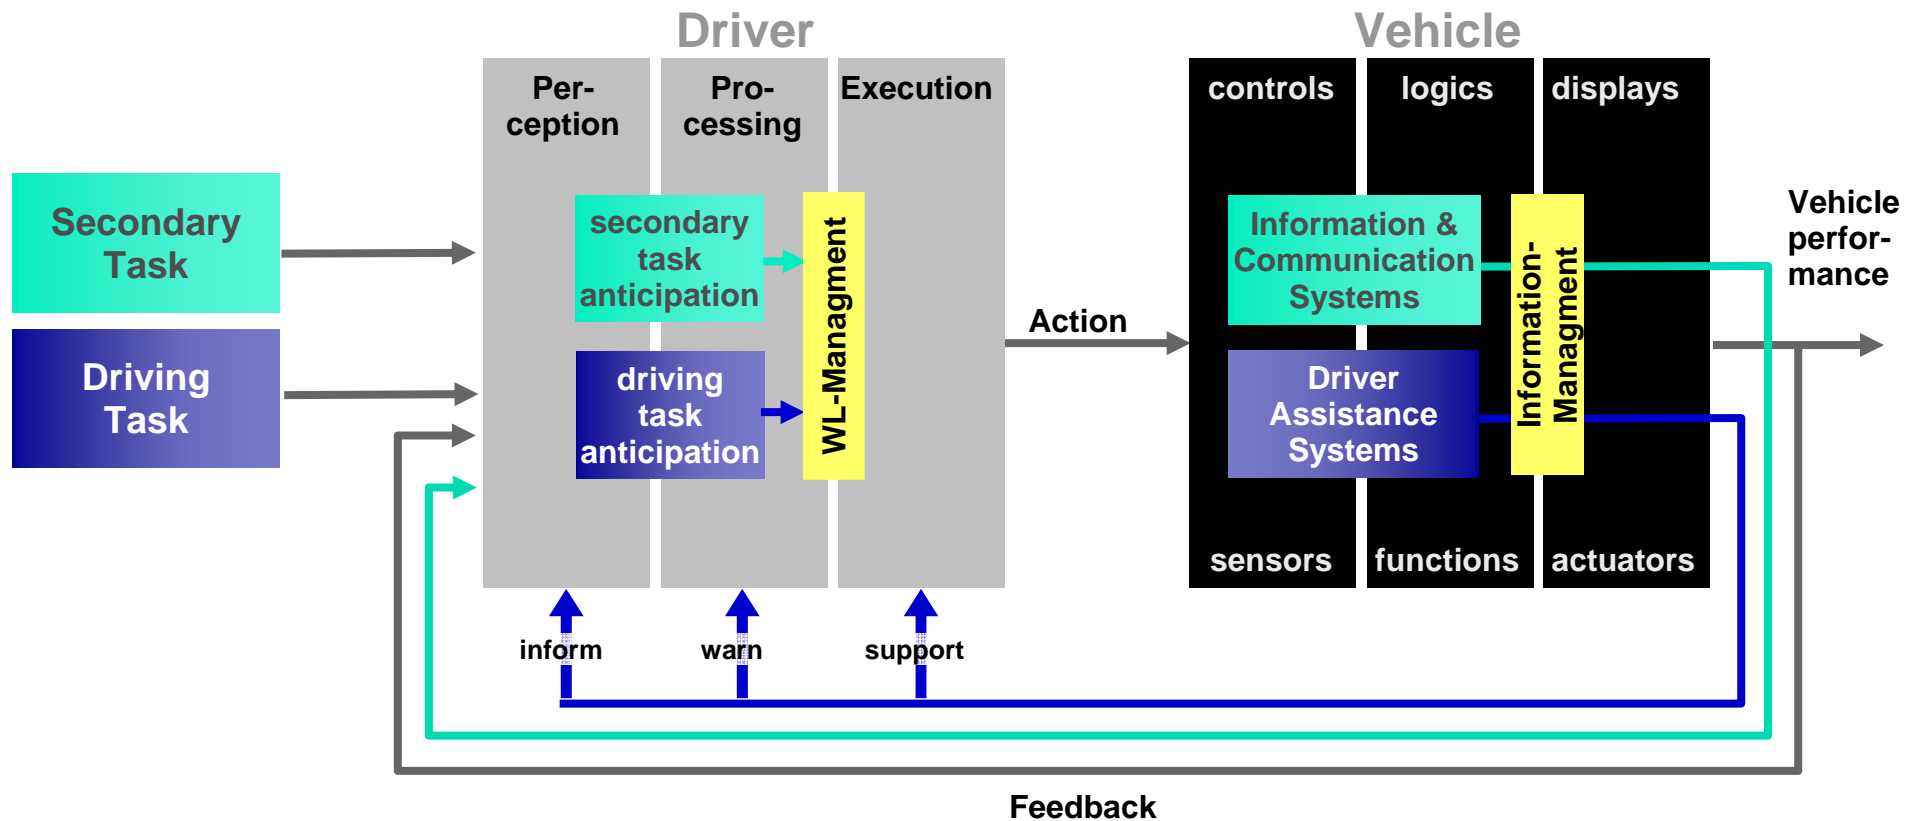 Driver
Vehicle
Per-
ception
Pro-
cessing
Execution
controls
logics
displays
Secondary
Task
Driving
Task
secondary
task
anticipation
driving
task
anticipation
WL-Managment
Action
Information &
Communication
Systems
Driver
Assistance
Systems
Information-
Managment
Vehicle
perfor-
mance
sensors
functions
actuators
inform
warn
support
Feedback